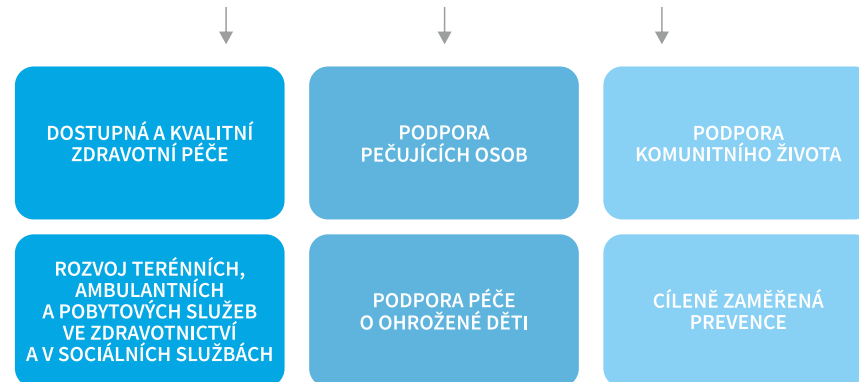 DOSTUPNÁ A KVALITNÍ
ZDRAVOTNÍ PÉČE
PODPORA
PEČUJÍCÍCH OSOB
PODPORA
KOMUNITNÍHO ŽIVOTA
ROZVOJ TERÉNNÍCH,
AMBULANTNÍCH
A POBYTOVÝCH SLUŽEB
VE ZDRAVOTNICTVÍ
A V SOCIÁLNÍCH SLUŽBÁCH
PODPORA PÉČE
O OHROŽENÉ DĚTI
CÍLENĚ ZAMĚŘENÁ
PREVENCE